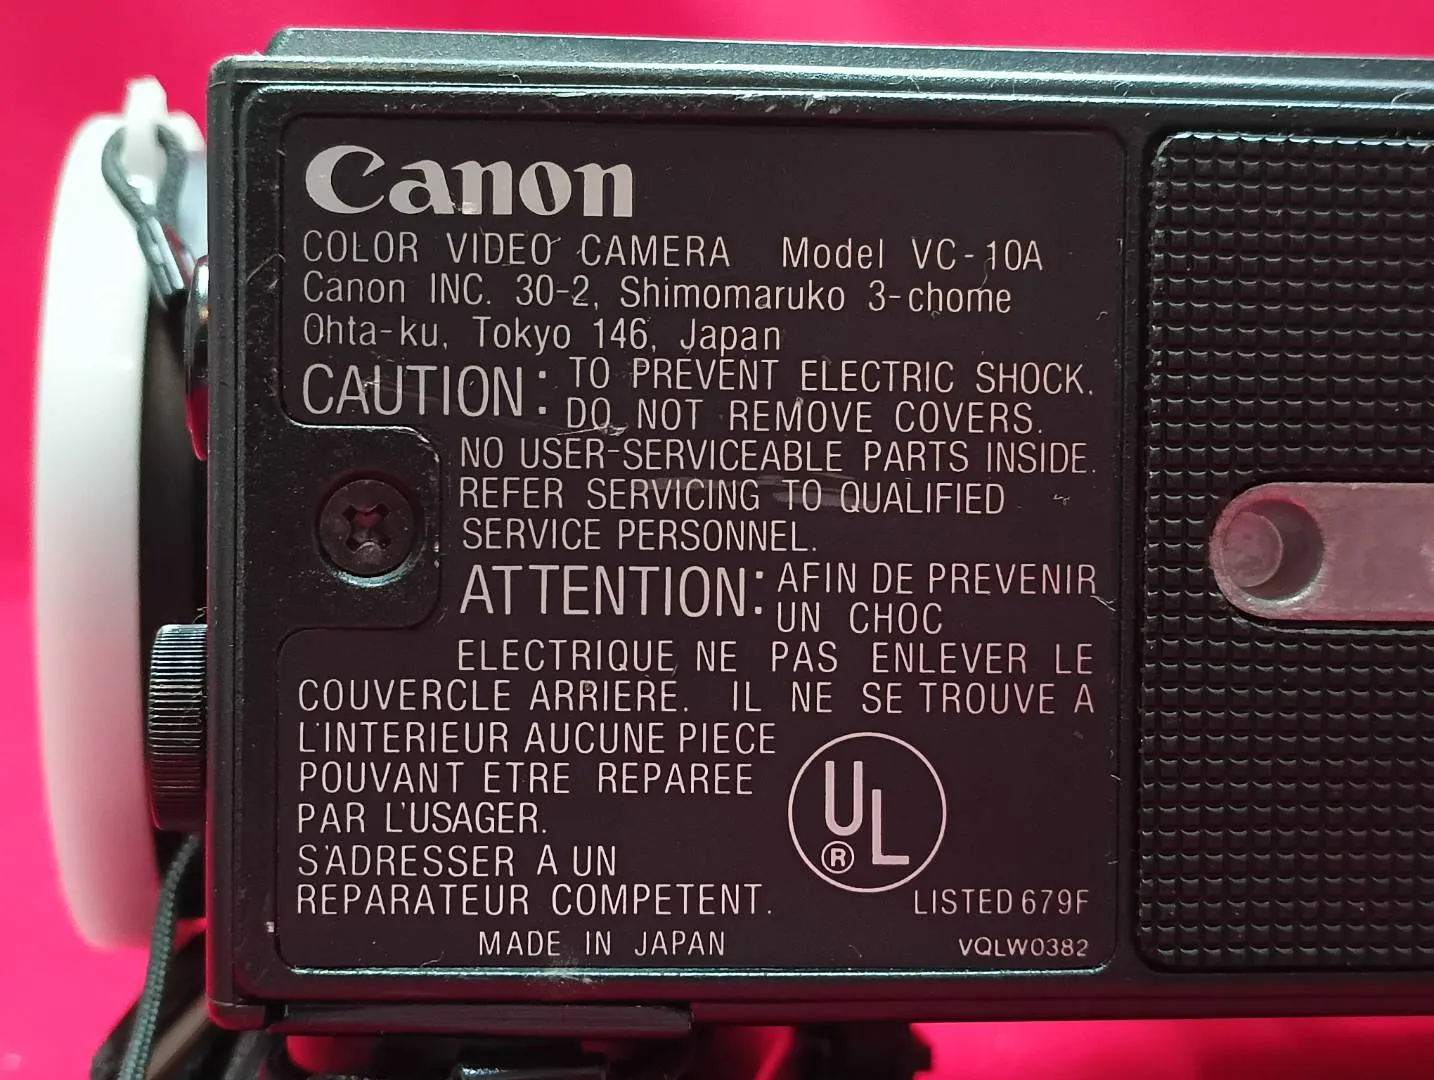 Canon
COLOR VIDEO CAMERA Model VC-10A
Canon INC. 30-2, Shimomaruko 3-chome
Ohta-ku, Tokyo 146, Japan
CAUTION: TO PREVENT ELECTRIC SHOCK,
DO NOT REMOVE COVERS.
NO USER-SERVICEABLE PARTS INSIDE.
REFER SERVICING TO QUALIFIED
SERVICE PERSONNEL.
ATTENTION: AFIN DE PREVENIR
UN CHOC
ELECTRIQUE NE PAS ENLEVER LE
COUVERCLE ARRIERE. IL NE SE TROUVE A
L'INTERIEUR AUCUNE PIECE
POUVANT ETRE REPAREE
PAR L'USAGER.
S'ADRESSER A UN
REPARATEUR COMPETENT.
UL
®
LISTED 679F
MADE IN JAPAN
VQLW0382